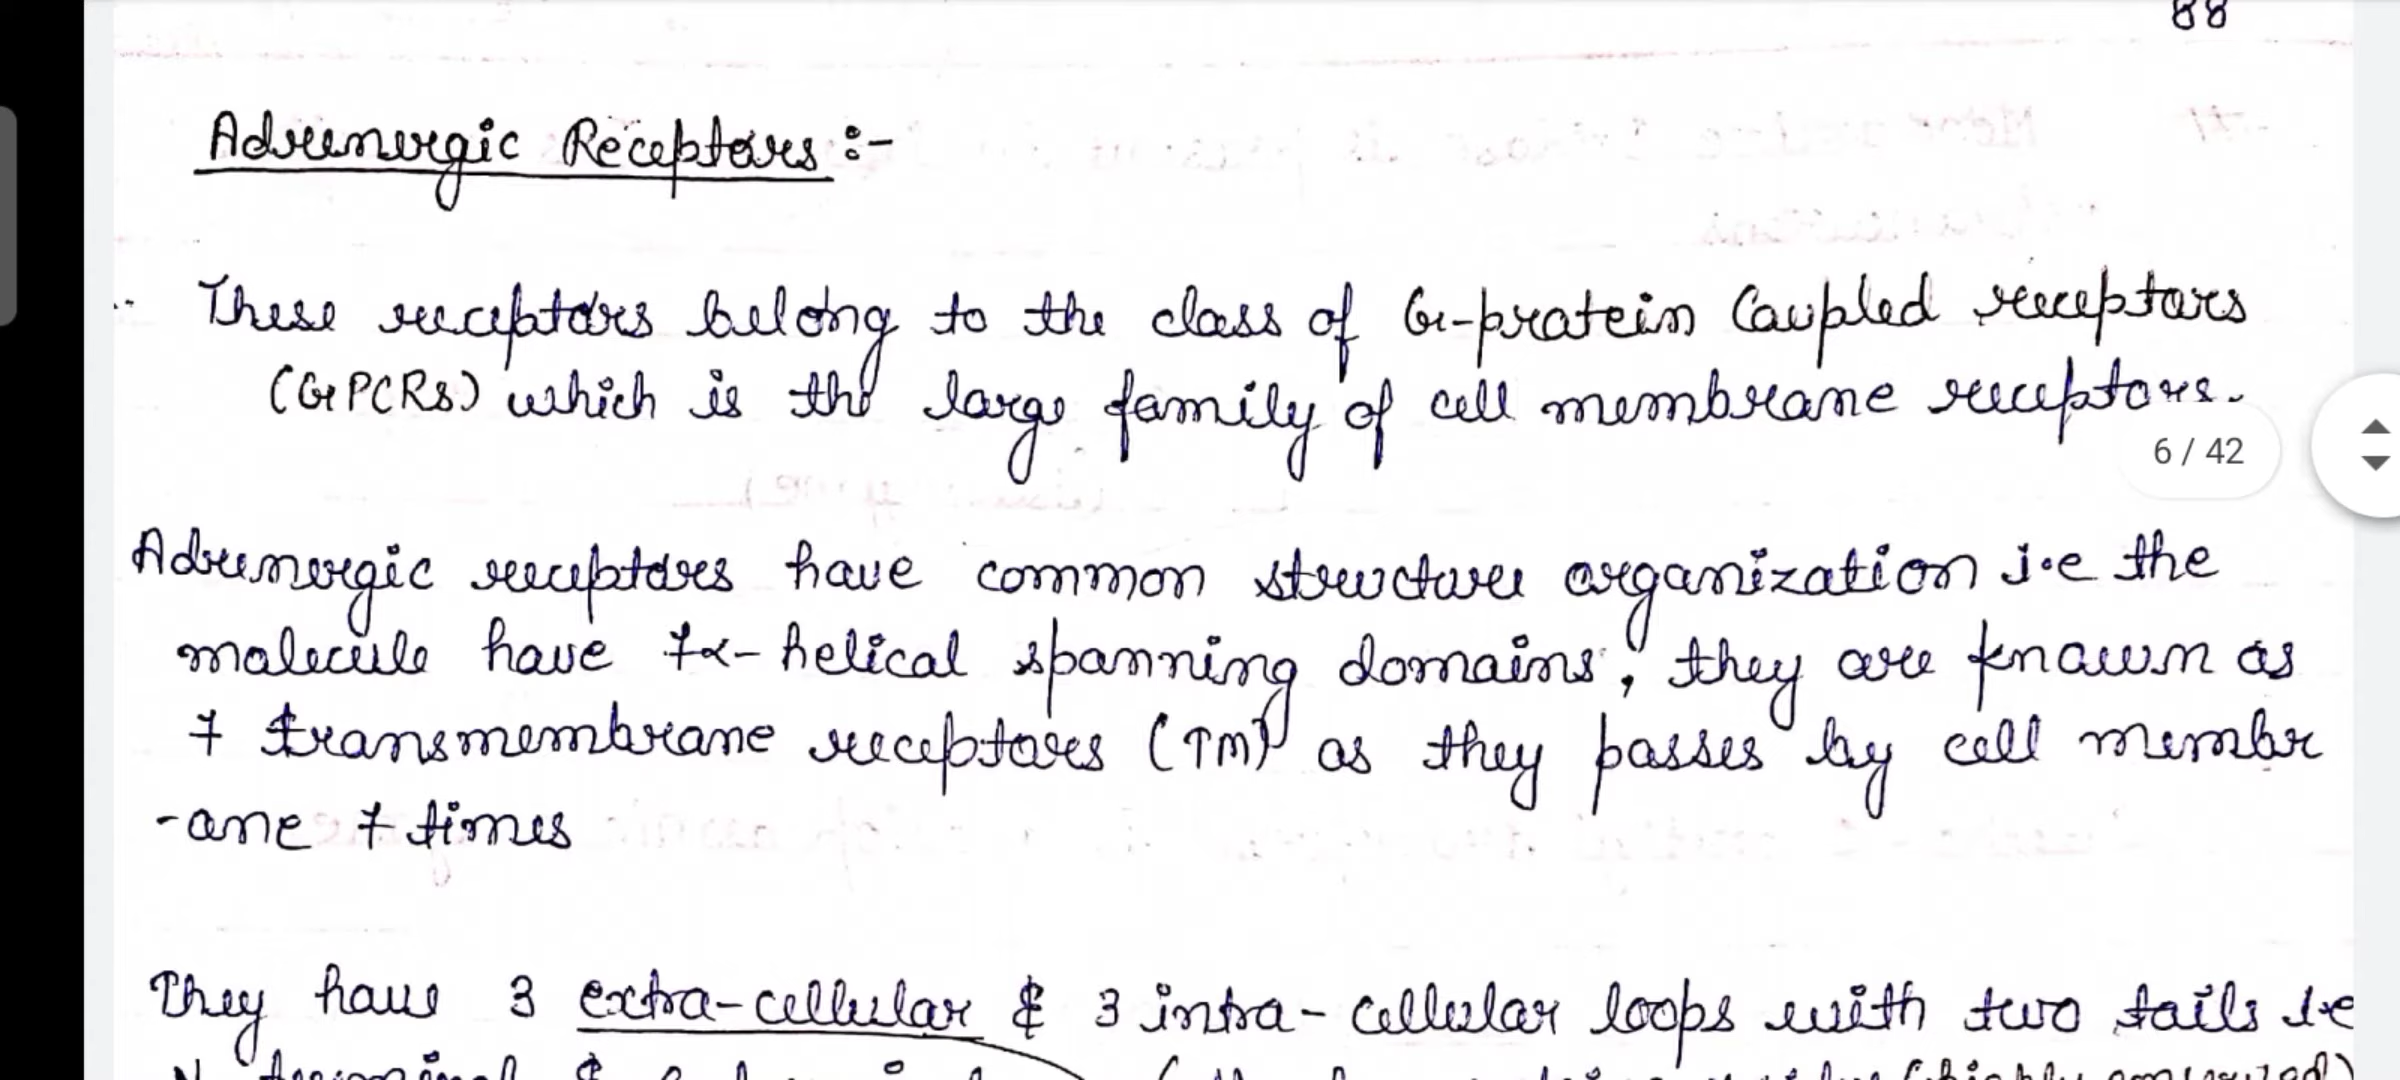 88
Adrenergic Receptors :-
These receptors belong to the class of G-protein Coupled receptors
(GPCRs) which is the large family of cell membrane receptors.
6 / 42
Adrenergic receptors have common structure organization i.e the
molecule have 7α- helical spanning domains, they are known as
7 transmembrane receptors (TM) as they passes by cell membr
-ane 7 times
They have 3 extra-cellular & 3 intra-cellular loops with two tails i.e
N terminal &